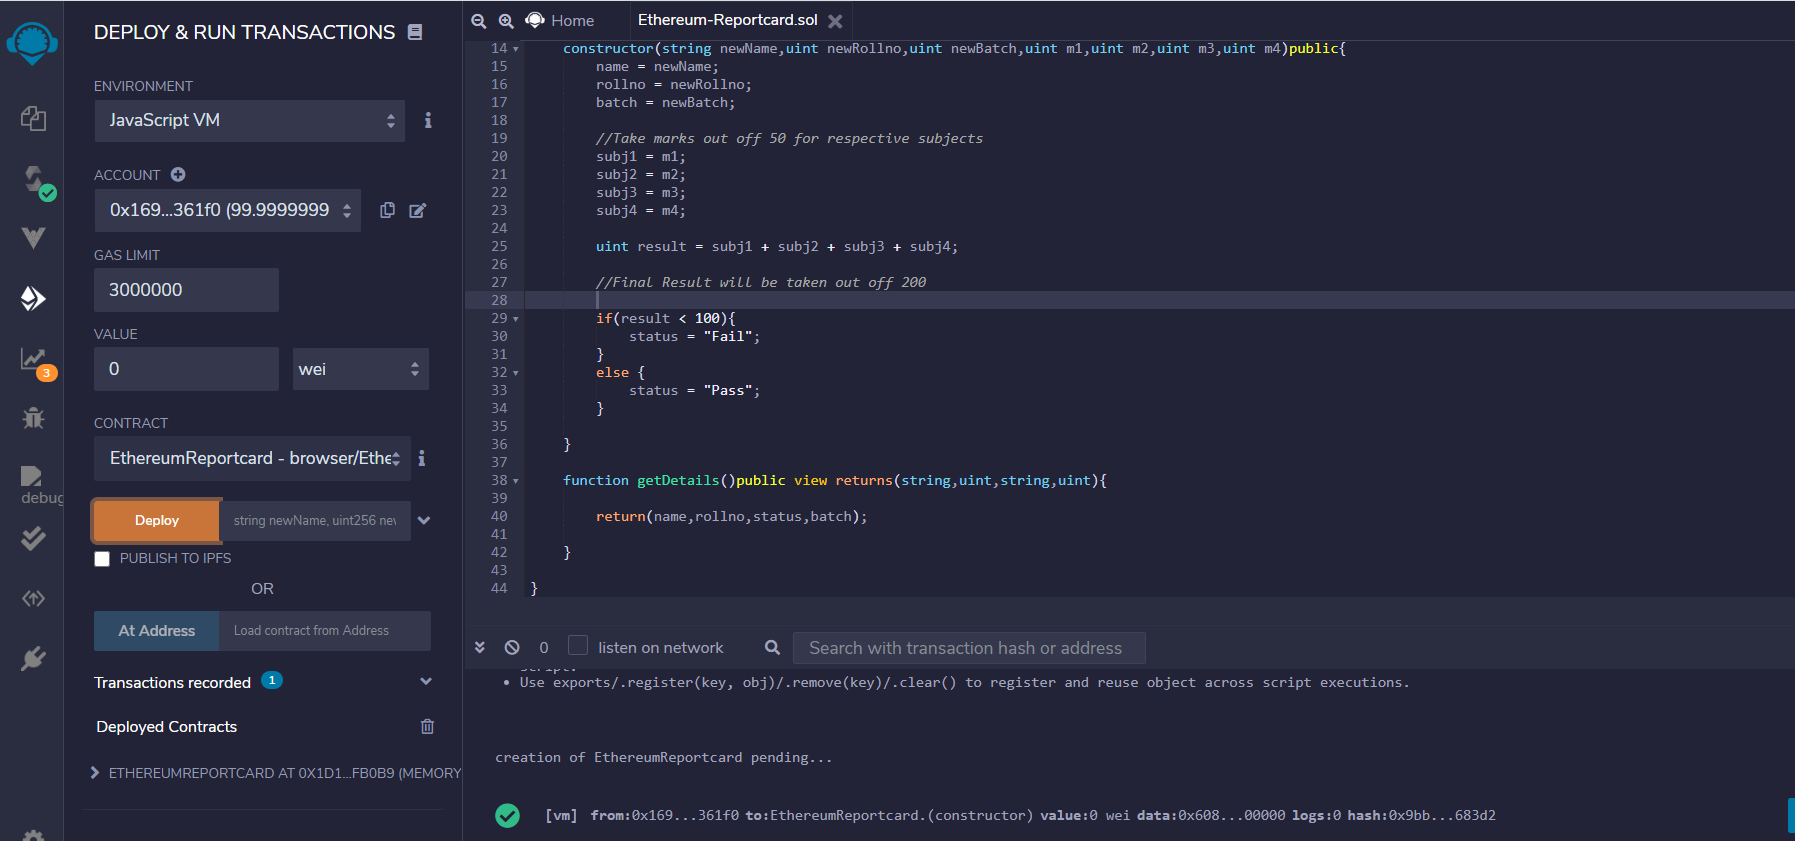 DEPLOY & RUN TRANSACTIONS
ENVIRONMENT
JavaScript VM
ACCOUNT
0x169...361f0 (99.9999999
GAS LIMIT
3000000
VALUE
0
wei
CONTRACT
EthereumReportcard - browser/Ethe
Deploy
string newName, uint256 nev
PUBLISH TO IPFS
OR
At Address
Load contract from Address
Transactions recorded 1
Deployed Contracts
ETHEREUMREPORTCARD AT 0X1D1...FB0B9 (MEMORY
3
debug
Home
Ethereum-Reportcard.sol
14 constructor(string newName,uint newRollno,uint newBatch,uint m1,uint m2,uint m3,uint m4)public{
15 name = newName;
16 rollno = newRollno;
17 batch = newBatch;
18
19 //Take marks out off 50 for respective subjects
20 subj1 = m1;
21 subj2 = m2;
22 subj3 = m3;
23 subj4 = m4;
24
25 uint result = subj1 + subj2 + subj3 + subj4;
26
27 //Final Result will be taken out off 200
28
29 if(result < 100){
30 status = "Fail";
31 }
32 else {
33 status = "Pass";
34 }
35
36 }
37
38 function getDetails()public view returns(string,uint,string,uint){
39
40 return(name,rollno,status,batch);
41
42 }
43
44 }
0
listen on network
Search with transaction hash or address
script.
• Use exports/.register(key, obj)/.remove(key)/.clear() to register and reuse object across script executions.
creation of EthereumReportcard pending...
[vm] from:0x169...361f0 to:EthereumReportcard.(constructor) value:0 wei data:0x608...00000 logs:0 hash:0x9bb...683d2